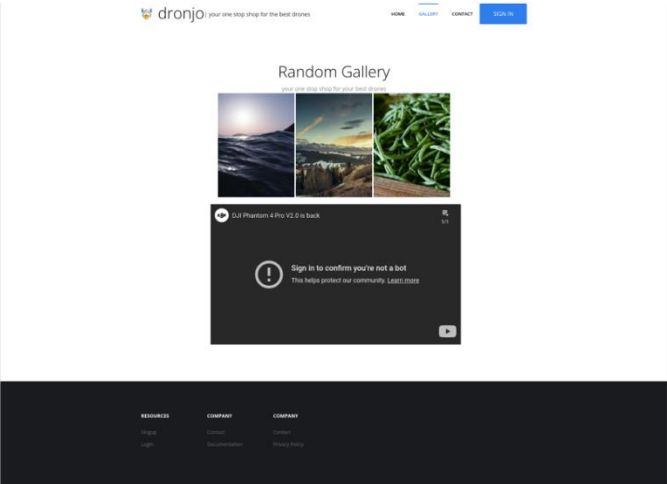 dronjo | your one stop shop for the best drones
HOME GALLERY CONTACT SIGN IN
Random Gallery
your one stop shop for your best drones
DJI Phantom 4 Pro V2.0 is back
1/1
Sign in to confirm you're not a bot
This helps protect our community. Learn more
RESOURCES COMPANY COMPANY
Singup Contact Contact
Login Documentation Privacy Policy